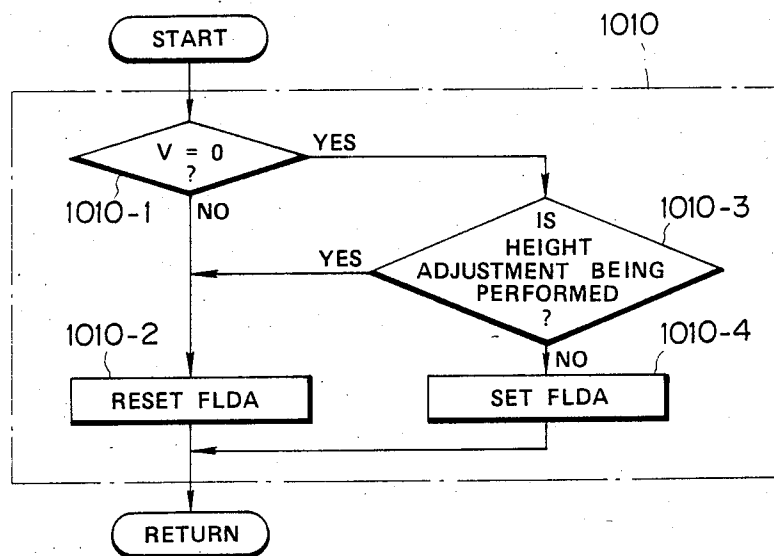 START
1010
V = 0
?
YES
1010-1
NO
1010-3
IS
HEIGHT
ADJUSTMENT BEING
PERFORMED
?
YES
1010-2
NO
1010-4
RESET FLDA
SET FLDA
RETURN